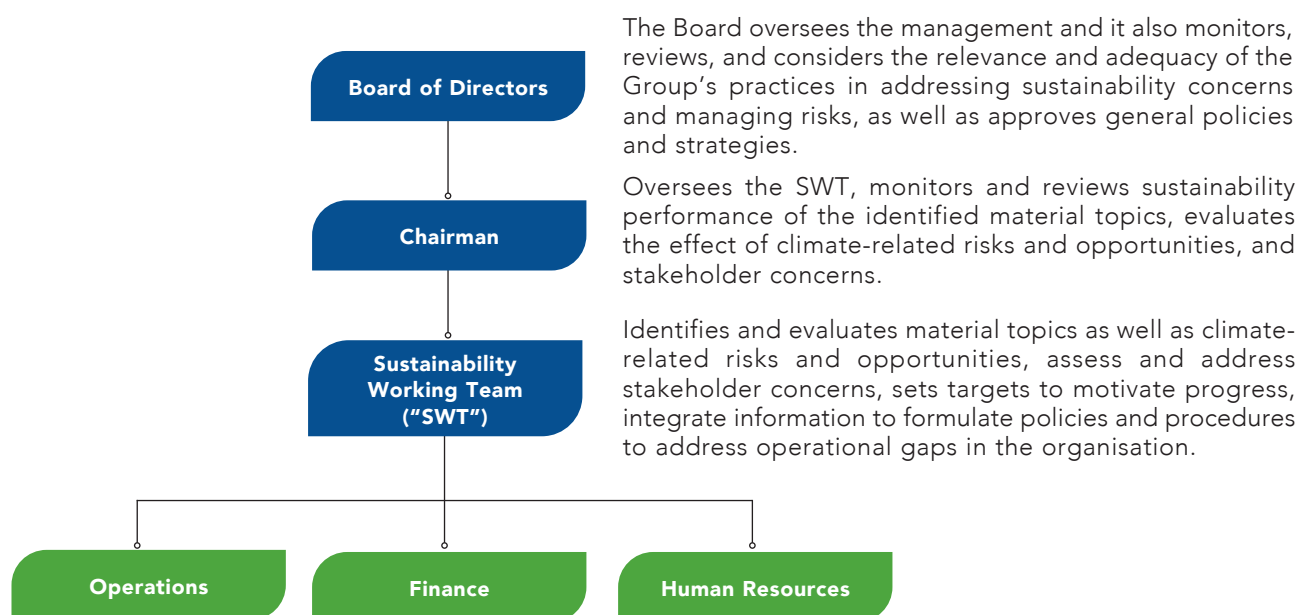 Board of Directors
The Board oversees the management and it also monitors,
reviews, and considers the relevance and adequacy of the
Group’s practices in addressing sustainability concerns
and managing risks, as well as approves general policies
and strategies.
Chairman
Oversees the SWT, monitors and reviews sustainability
performance of the identified material topics, evaluates
the effect of climate-related risks and opportunities, and
stakeholder concerns.
Sustainability
Working Team
(“SWT”)
Identifies and evaluates material topics as well as climate-
related risks and opportunities, assess and address
stakeholder concerns, sets targets to motivate progress,
integrate information to formulate policies and procedures
to address operational gaps in the organisation.
Operations
Finance
Human Resources